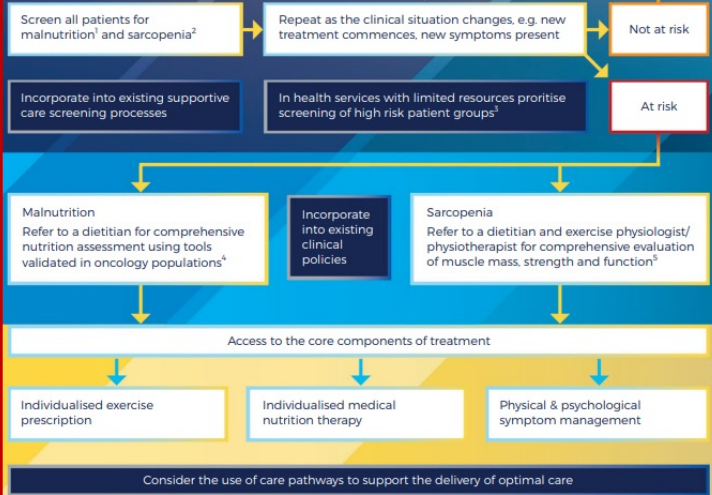 Screen all patients for
malnutrition¹ and sarcopenia²
Repeat as the clinical situation changes, e.g. new
treatment commences, new symptoms present
Not at risk
Incorporate into existing supportive
care screening processes
In health services with limited resources proritise
screening of high risk patient groups³
At risk
Malnutrition
Refer to a dietitian for comprehensive
nutrition assessment using tools
validated in oncology populations⁴
Incorporate
into existing
clinical
policies
Sarcopenia
Refer to a dietitian and exercise physiologist/
physiotherapist for comprehensive evaluation
of muscle mass, strength and function⁵
Access to the core components of treatment
Individualised exercise
prescription
Individualised medical
nutrition therapy
Physical & psychological
symptom management
Consider the use of care pathways to support the delivery of optimal care